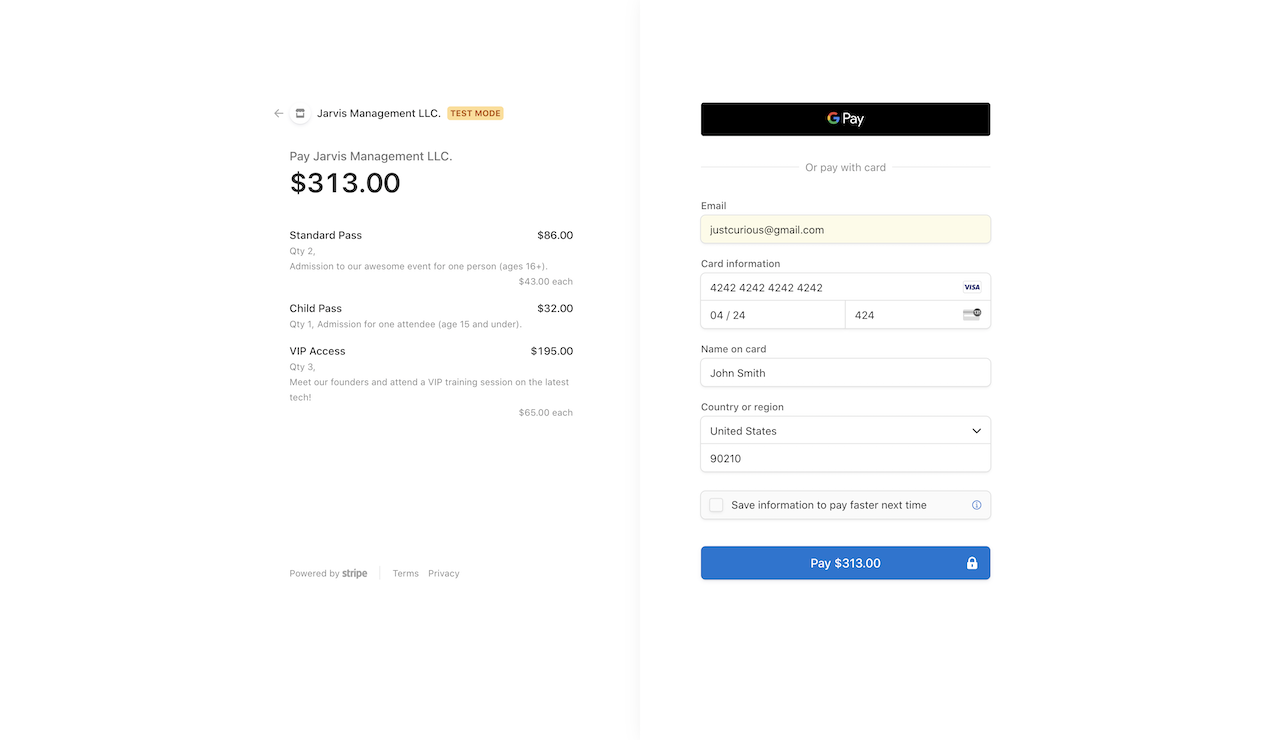 Jarvis Management LLC. TEST MODE
Pay Jarvis Management LLC.
$313.00
Standard Pass $86.00
Qty 2,
Admission to our awesome event for one person (ages 16+).
$43.00 each
Child Pass $32.00
Qty 1, Admission for one attendee (age 15 and under).
VIP Access $195.00
Qty 3,
Meet our founders and attend a VIP training session on the latest
tech!
$65.00 each
Powered by stripe Terms Privacy
G Pay
Or pay with card
Email
justcurious@gmail.com
Card information
4242 4242 4242 4242 VISA
04 / 24 424
Name on card
John Smith
Country or region
United States
90210
Save information to pay faster next time
Pay $313.00